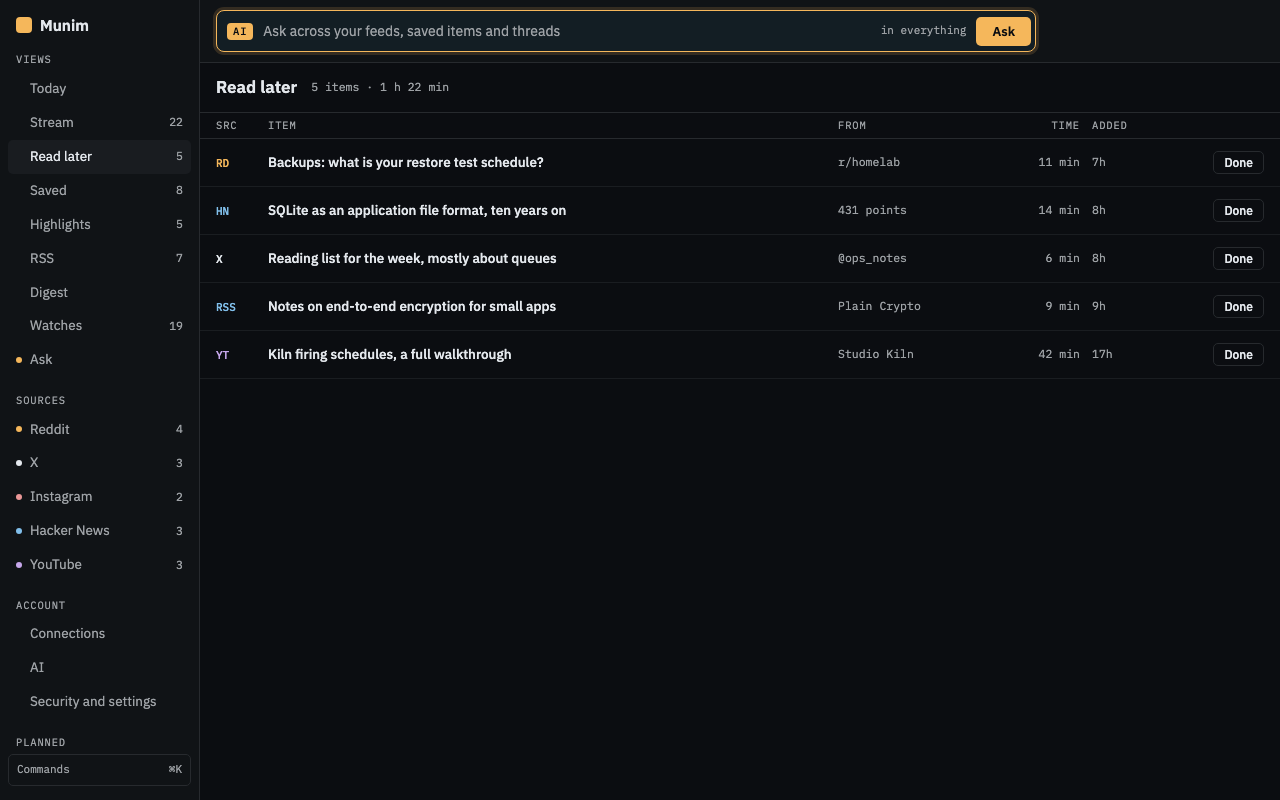 Munim
VIEWS
Today
Stream 22
Read later 5
Saved 8
Highlights 5
RSS 7
Digest
Watches 19
Ask
SOURCES
Reddit 4
X 3
Instagram 2
Hacker News 3
YouTube 3
ACCOUNT
Connections
AI
Security and settings
PLANNED
Commands ⌘K
AI Ask across your feeds, saved items and threads in everything Ask
Read later 5 items · 1 h 22 min
SRC ITEM FROM TIME ADDED
RD Backups: what is your restore test schedule? r/homelab 11 min 7h Done
HN SQLite as an application file format, ten years on 431 points 14 min 8h Done
X Reading list for the week, mostly about queues @ops_notes 6 min 8h Done
RSS Notes on end-to-end encryption for small apps Plain Crypto 9 min 9h Done
YT Kiln firing schedules, a full walkthrough Studio Kiln 42 min 17h Done